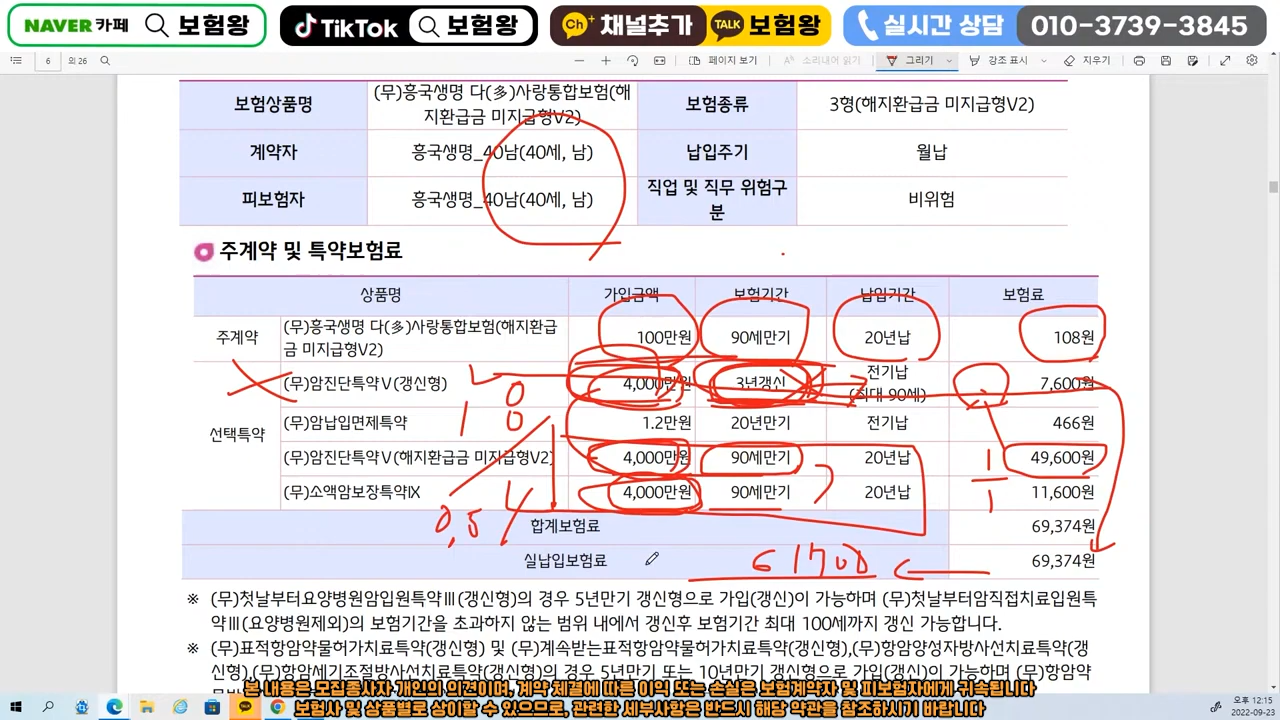 NAVER 카페 보험왕 TikTok 보험왕 Ch+ 채널추가 TALK 보험왕 실시간 상담 010-3739-3845
6 의 26 페이지 보기 소리내어 읽기 그리기 강조 표시 지우기
보험상품명 (무)흥국생명 다(多)사랑통합보험(해지환급금 미지급형V2) 보험종류 3형(해지환급금 미지급형V2)
계약자 흥국생명_40남(40세, 남) 납입주기 월납
피보험자 흥국생명_40남(40세, 남) 직업 및 직무 위험구분 비위험
주계약 및 특약보험료
상품명 가입금액 보험기간 납입기간 보험료
주계약 (무)흥국생명 다(多)사랑통합보험(해지환급금 미지급형V2) 100만원 90세만기 20년납 108원
선택특약 (무)암진단특약Ⅴ(갱신형) 4,000만원 3년갱신 전기납 (최대 90세) 7,600원
(무)암납입면제특약 1.2만원 20년만기 전기납 466원
(무)암진단특약Ⅴ(해지환급금 미지급형V2) 4,000만원 90세만기 20년납 49,600원
(무)소액암보장특약Ⅸ 4,000만원 90세만기 20년납 11,600원
합계보험료 69,374원
실납입보험료 69,374원
61700
0.5
※ (무)첫날부터요양병원암입원특약Ⅲ(갱신형)의 경우 5년만기 갱신형으로 가입(갱신)이 가능하며 (무)첫날부터암직접치료입원특
약Ⅲ(요양병원제외)의 보험기간을 초과하지 않는 범위 내에서 갱신후 보험기간 최대 100세까지 갱신 가능합니다.
※ (무)표적항암약물허가치료특약(갱신형) 및 (무)계속받는표적항암약물허가치료특약(갱신형),(무)항암양성자방사선치료특약(갱
신형),(무)항암세기조절방사선치료특약(갱신형)의 경우 5년만기 또는 10년만기 갱신형으로 가입(갱신)이 가능하며 (무)항암약
본 내용은 모집종사자 개인의 의견이며, 계약 체결에 따른 이익 또는 손실은 보험계약자 및 피보험자에게 귀속됩니다
보험사 및 상품별로 상이할 수 있으므로, 관련한 세부사항은 반드시 해당 약관을 참조하시기 바랍니다
오후 12:15
2022-09-23